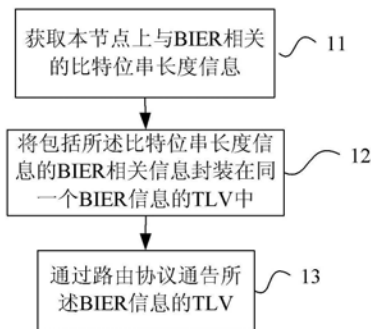 获取本节点上与BIER相关
的比特位串长度信息
11
将包括所述比特位串长度信
息的BIER相关信息封装在同
一个BIER信息的TLV中
12
通过路由协议通告所
述BIER信息的TLV
13